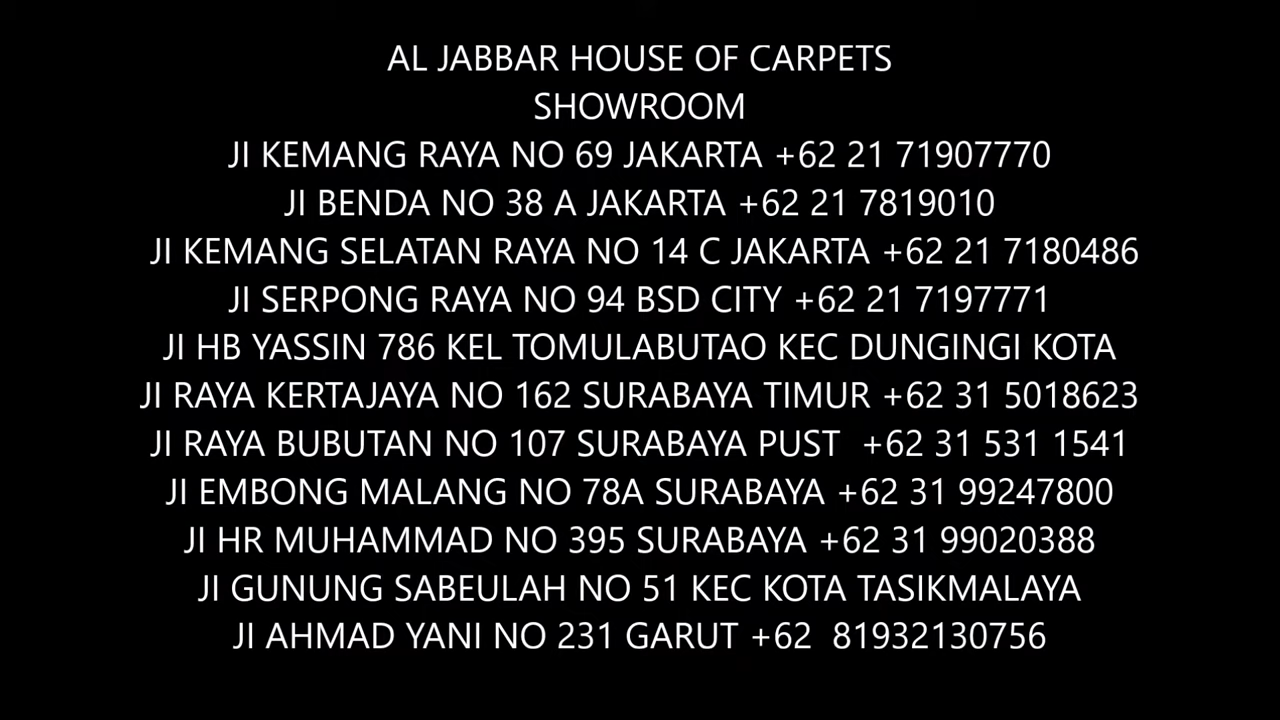 AL JABBAR HOUSE OF CARPETS
SHOWROOM
JI KEMANG RAYA NO 69 JAKARTA +62 21 71907770
JI BENDA NO 38 A JAKARTA +62 21 7819010
JI KEMANG SELATAN RAYA NO 14 C JAKARTA +62 21 7180486
JI SERPONG RAYA NO 94 BSD CITY +62 21 7197771
JI HB YASSIN 786 KEL TOMULABUTAO KEC DUNGINGI KOTA
JI RAYA KERTAJAYA NO 162 SURABAYA TIMUR +62 31 5018623
JI RAYA BUBUTAN NO 107 SURABAYA PUST  +62 31 531 1541
JI EMBONG MALANG NO 78A SURABAYA +62 31 99247800
JI HR MUHAMMAD NO 395 SURABAYA +62 31 99020388
JI GUNUNG SABEULAH NO 51 KEC KOTA TASIKMALAYA
JI AHMAD YANI NO 231 GARUT +62  81932130756